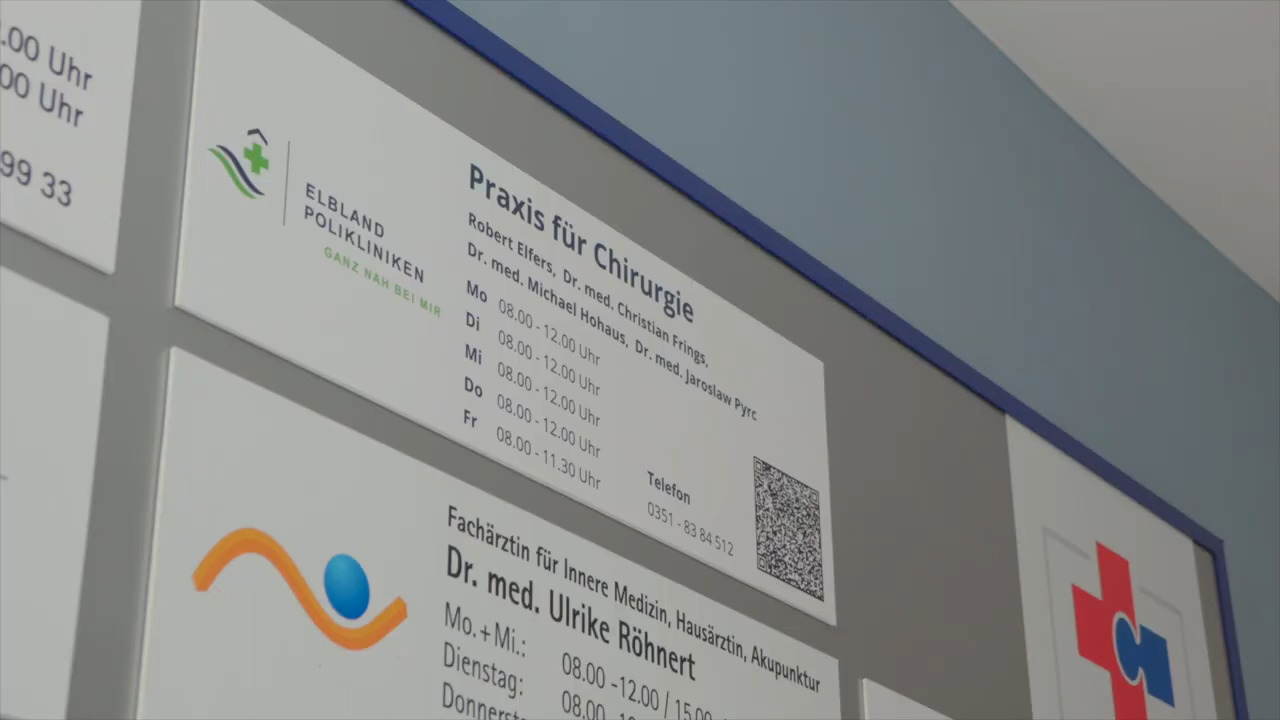 .00 Uhr
00 Uhr
99 33
ELBLAND
POLIKLINIKEN
GANZ NAH BEI MIR
Praxis für Chirurgie
Robert Elfers, Dr. med. Christian Frings,
Dr. med. Michael Hohaus, Dr. med. Jaroslaw Pyrc
Mo 08.00 - 12.00 Uhr
Di 08.00 - 12.00 Uhr
Mi 08.00 - 12.00 Uhr
Do 08.00 - 12.00 Uhr
Fr 08.00 - 11.30 Uhr
Telefon
0351 - 83 84 512
Fachärztin für Innere Medizin, Hausärztin, Akupunktur
Dr. med. Ulrike Röhnert
Mo.+Mi.: 08.00 -12.00 / 15.00
Dienstag: 08.00
Donnerst